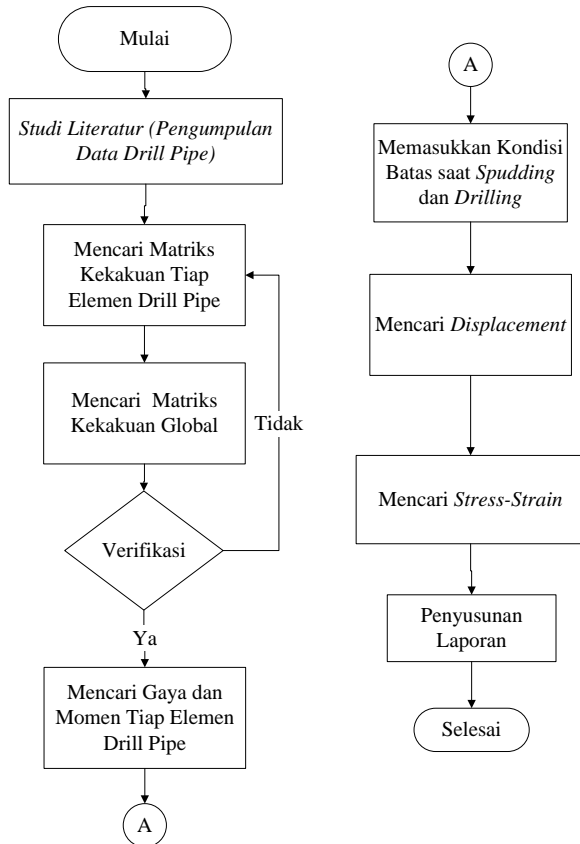 Mulai
Studi Literatur (Pengumpulan
Data Drill Pipe)
Mencari Matriks
Kekakuan Tiap
Elemen Drill Pipe
Mencari Matriks
Kekakuan Global
Tidak
Verifikasi
Ya
Mencari Gaya dan
Momen Tiap Elemen
Drill Pipe
A
A
Memasukkan Kondisi
Batas saat Spudding
dan Drilling
Mencari Displacement
Mencari Stress-Strain
Penyusunan
Laporan
Selesai